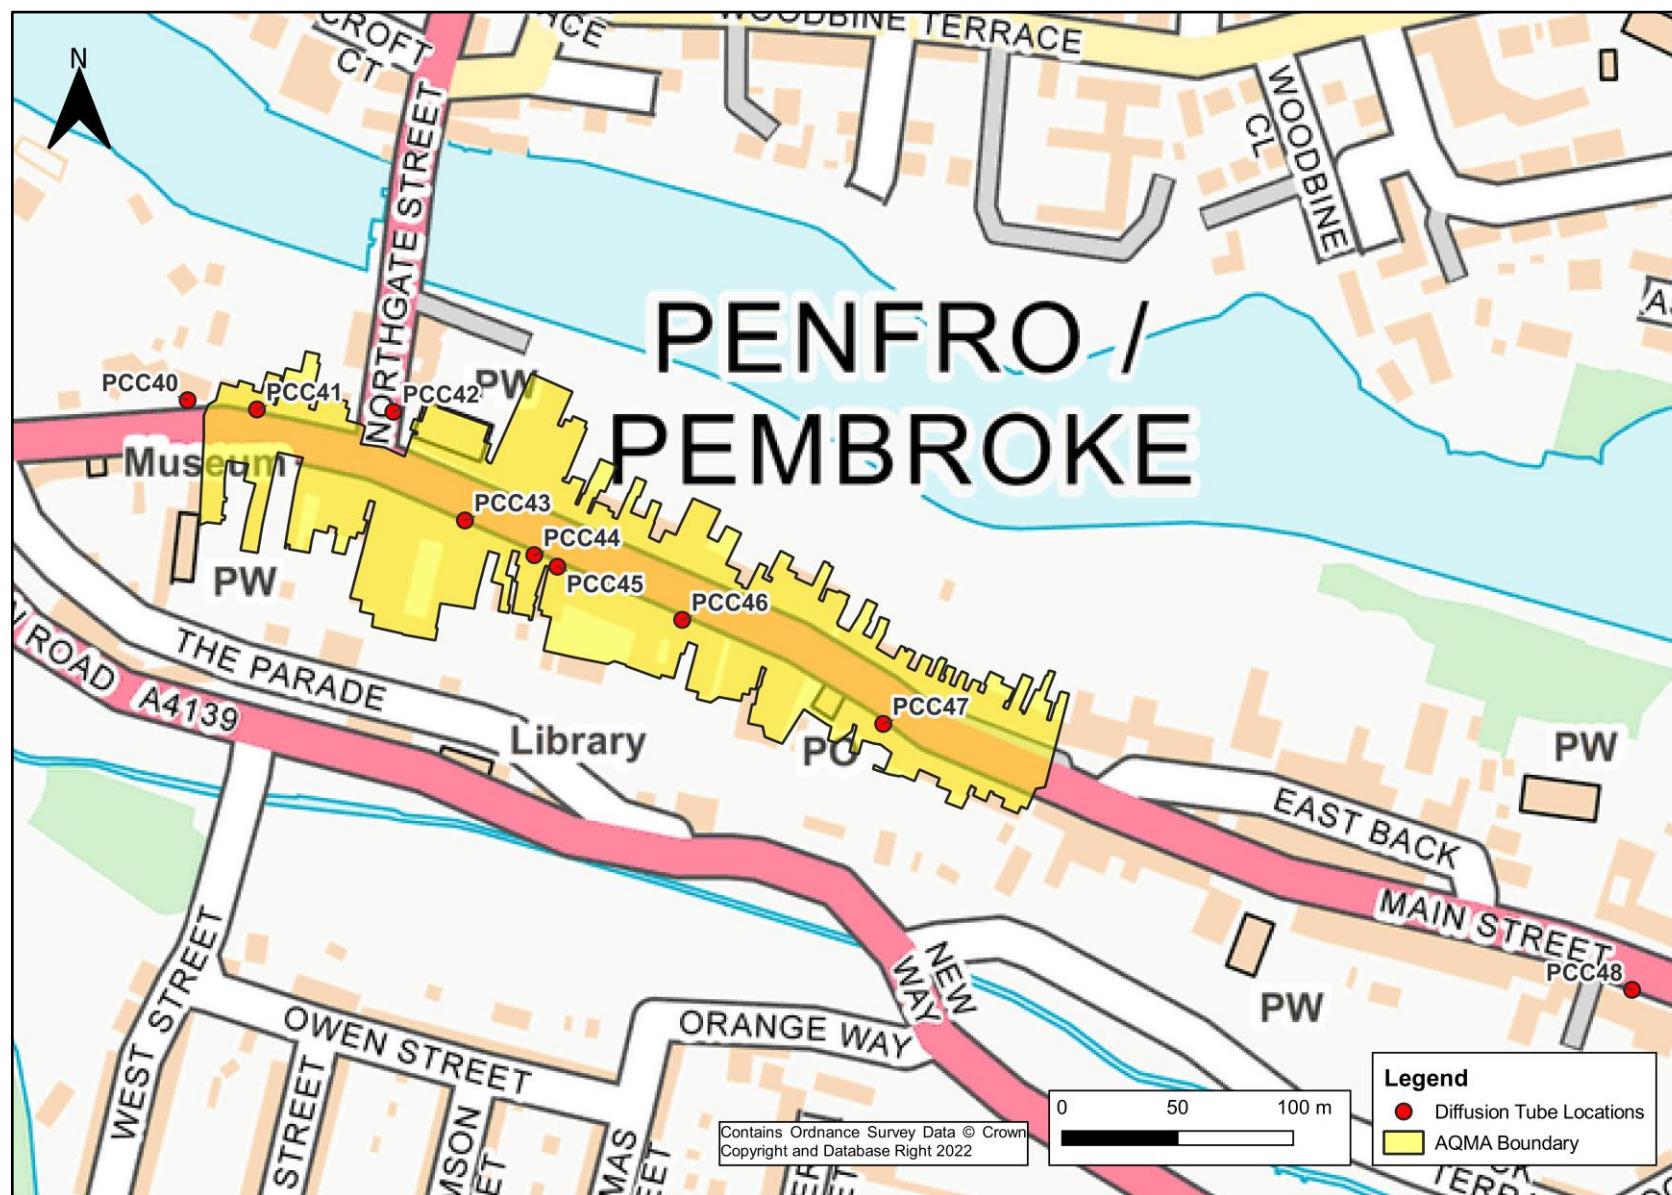 CROFT
CT
ACE
WOODBINE TERRACE
N
WOODBINE
CL
NORTHGATE STREET
PENFRO /
PEMBROKE
PCC40
PCC41
PCC42
PW
Museum
PCC43
PCC44
PCC45
PCC46
PCC47
PW
THE PARADE
ROAD A4139
Library
PO
PW
EAST BACK
MAIN STREET
PCC48
PW
NEW
WAY
WEST STREET
OWEN STREET
ORANGE WAY
STREET
MSON
MAS
Contains Ordnance Survey Data © Crown
Copyright and Database Right 2022
0 50 100 m
Legend
Diffusion Tube Locations
AQMA Boundary